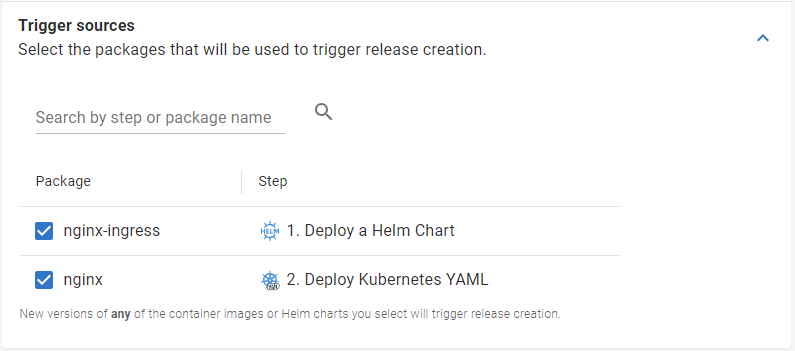 Trigger sources
Select the packages that will be used to trigger release creation.
Search by step or package name
Package Step
nginx-ingress HELM 1. Deploy a Helm Chart
nginx 2. Deploy Kubernetes YAML
New versions of any of the container images or Helm charts you select will trigger release creation.